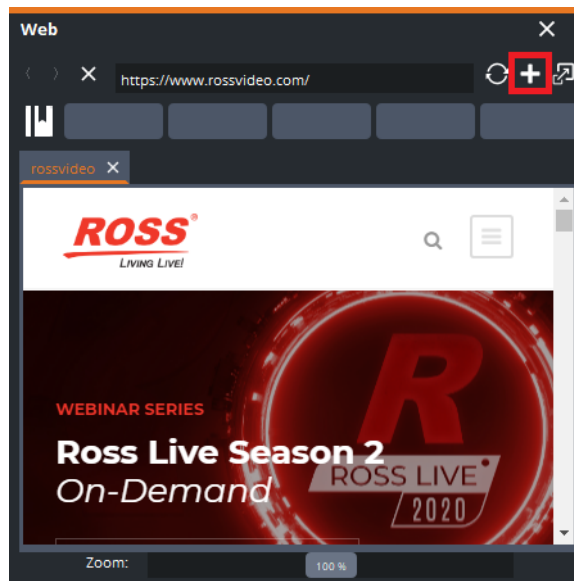 Web
https://www.rossvideo.com/
rossvideo
ROSS®
LIVING LIVE!
WEBINAR SERIES
Ross Live Season 2
On-Demand
R
ROSS LIVE
2020
Zoom:
100 %